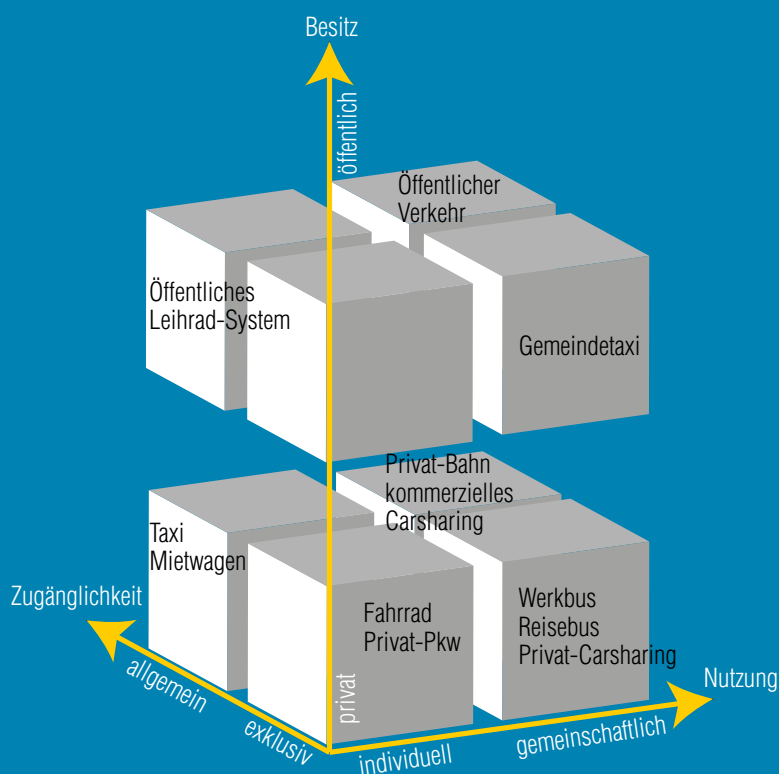 Besitz
öffentlich
Öffentlicher
Verkehr
Öffentliches
Leihrad-System
Gemeindetaxi
Privat-Bahn
kommerzielles
Carsharing
Taxi
Mietwagen
Zugänglichkeit
Fahrrad
Privat-Pkw
Werkbus
Reisebus
Privat-Carsharing
allgemein
exklusiv
privat
individuell
gemeinschaftlich
Nutzung